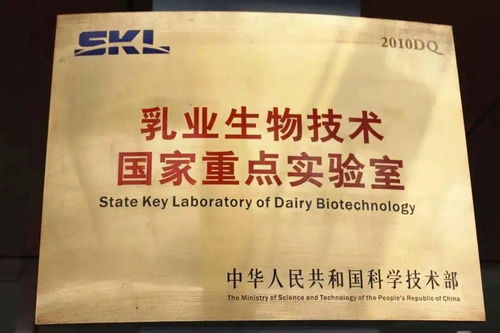 SKL
2010DQ
乳业生物技术
国家重点实验室
State Key Laboratory of Dairy Biotechnology
中华人民共和国科学技术部
The Ministry of Science and Technology of the People's Republic of China